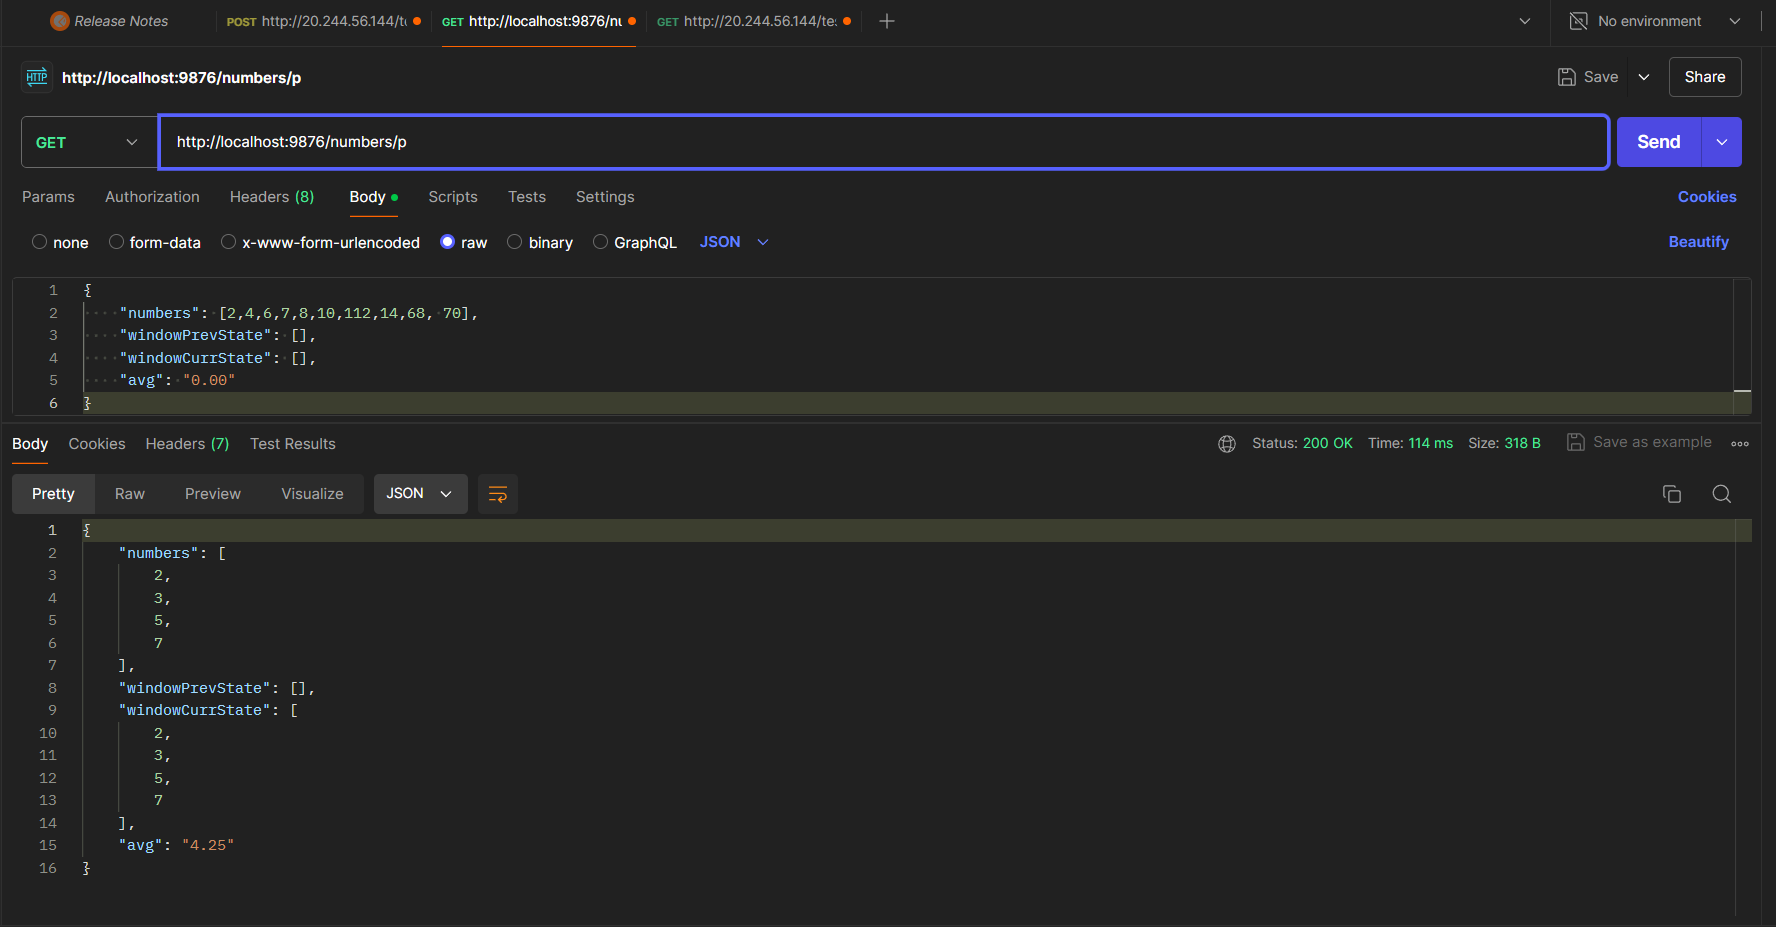 Release Notes POST http://20.244.56.144/t GET http://localhost:9876/nu GET http://20.244.56.144/te: No environment
HTTP http://localhost:9876/numbers/p Save Share
GET http://localhost:9876/numbers/p Send
Params Authorization Headers (8) Body Scripts Tests Settings Cookies
none form-data x-www-form-urlencoded raw binary GraphQL JSON Beautify
1 {
2 "numbers": [2,4,6,7,8,10,112,14,68, 70],
3 "windowPrevState": [],
4 "windowCurrState": [],
5 "avg": "0.00"
6 }
Body Cookies Headers (7) Test Results Status: 200 OK Time: 114 ms Size: 318 B Save as example
Pretty Raw Preview Visualize JSON
1 {
2 "numbers": [
3 2,
4 3,
5 5,
6 7
7 ],
8 "windowPrevState": [],
9 "windowCurrState": [
10 2,
11 3,
12 5,
13 7
14 ],
15 "avg": "4.25"
16 }